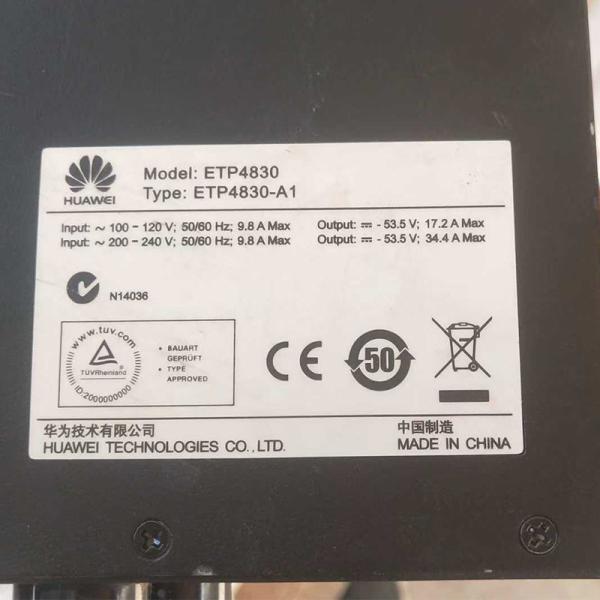 HUAWEI
Model: ETP4830
Type: ETP4830-A1
Input: ~ 100 - 120 V; 50/60 Hz; 9.8 A Max
Input: ~ 200 - 240 V; 50/60 Hz; 9.8 A Max
Output: ⎓ - 53.5 V; 17.2 A Max
Output: ⎓ - 53.5 V; 34.4 A Max
N14036
www.tuv.com
TÜVRheinland
ID:2000000000
• BAUART
GEPRÜFT
• TYPE
APPROVED
CE
50
华为技术有限公司
HUAWEI TECHNOLOGIES CO.,LTD.
中国制造
MADE IN CHINA